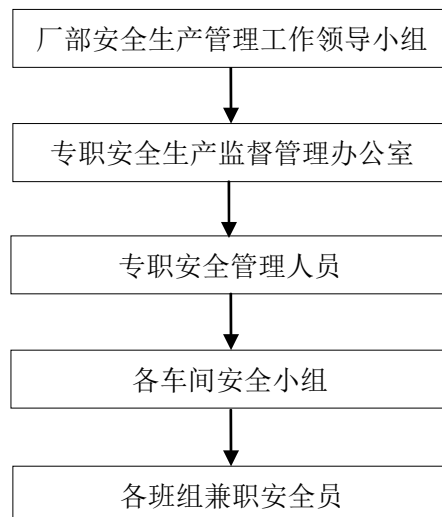 厂部安全生产管理工作领导小组
专职安全生产监督管理办公室
专职安全管理人员
各车间安全小组
各班组兼职安全员